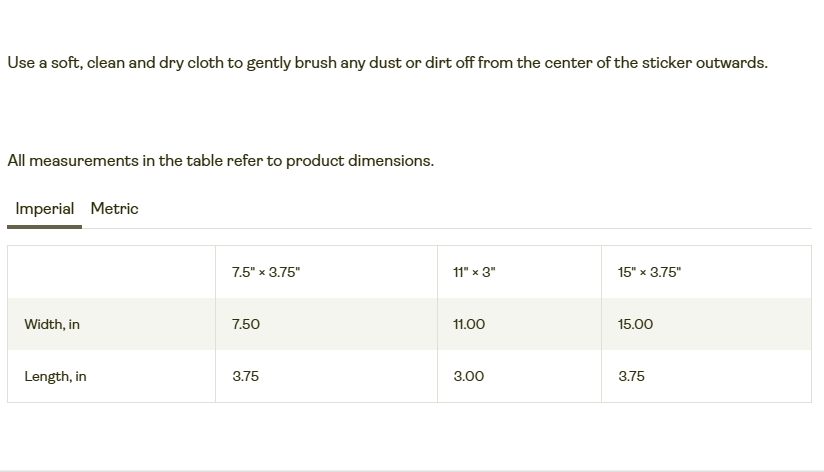 Use a soft, clean and dry cloth to gently brush any dust or dirt off from the center of the sticker outwards.
All measurements in the table refer to product dimensions.
Imperial Metric
7.5" × 3.75" 11" × 3" 15" × 3.75"
Width, in 7.50 11.00 15.00
Length, in 3.75 3.00 3.75